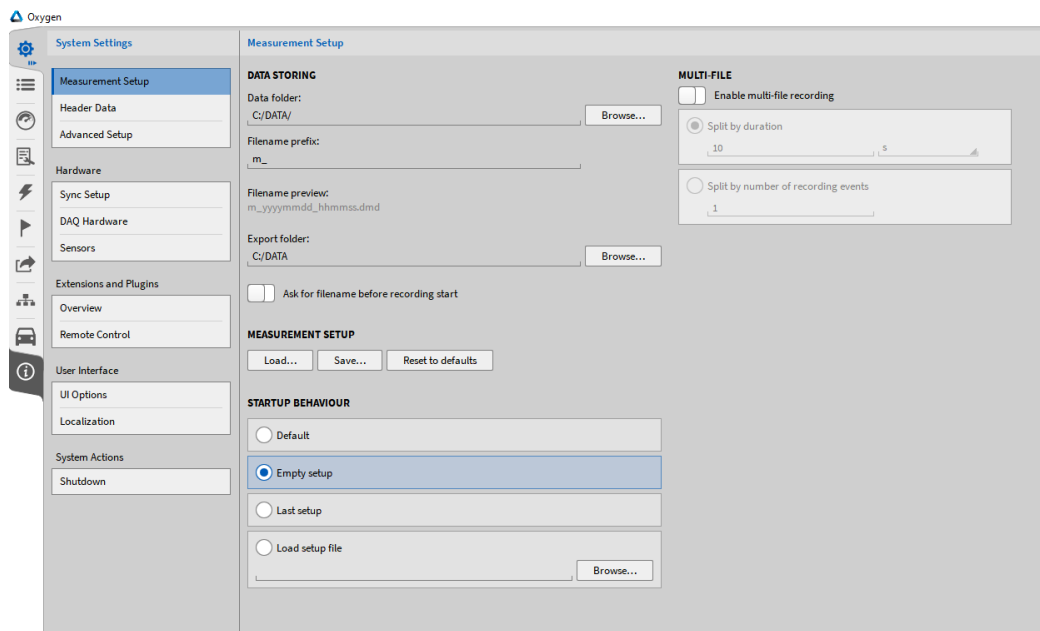 Oxygen
System Settings
Measurement Setup
Header Data
Advanced Setup
Hardware
Sync Setup
DAQ Hardware
Sensors
Extensions and Plugins
Overview
Remote Control
User Interface
UI Options
Localization
System Actions
Shutdown
Measurement Setup
DATA STORING
Data folder:
C:/DATA/ Browse...
Filename prefix:
m_
Filename preview:
m_yyyymmdd_hhmmss.dmd
Export folder:
C:/DATA Browse...
Ask for filename before recording start
MEASUREMENT SETUP
Load... Save... Reset to defaults
STARTUP BEHAVIOUR
Default
Empty setup
Last setup
Load setup file
Browse...
MULTI-FILE
Enable multi-file recording
Split by duration
10 s
Split by number of recording events
1